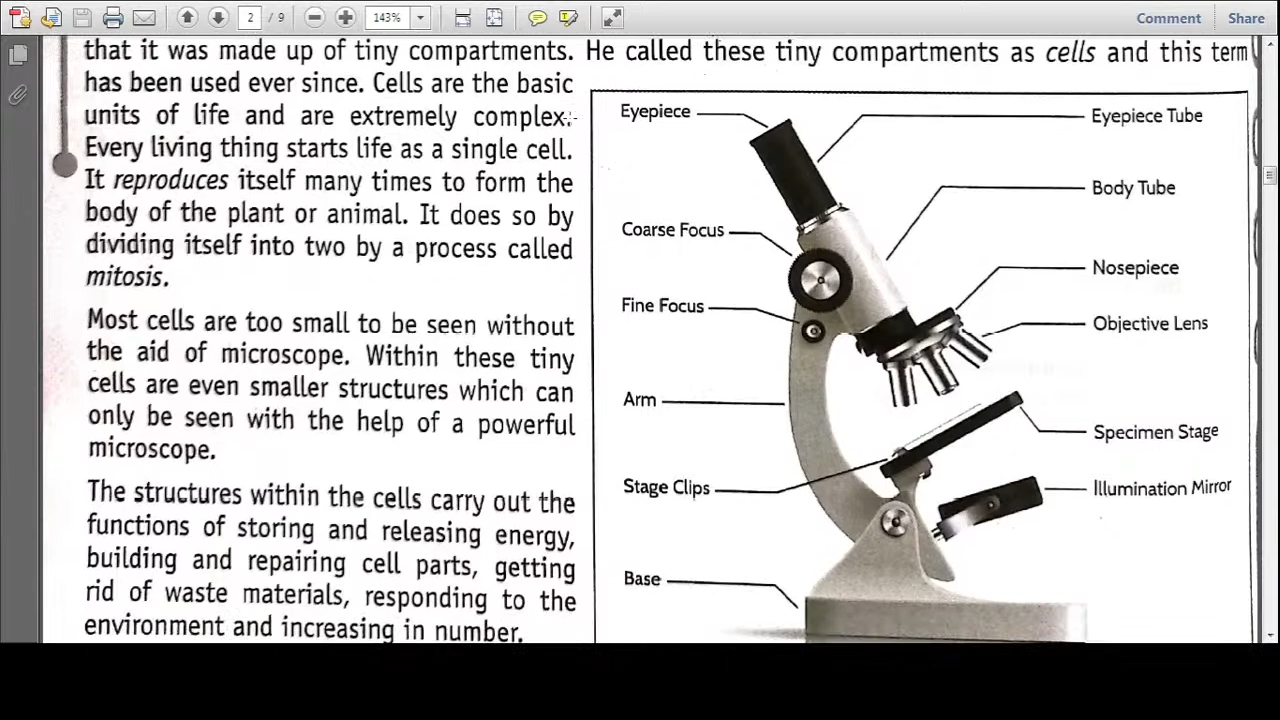 2 / 9
143%
Comment
Share
that it was made up of tiny compartments. He called these tiny compartments as cells and this term
has been used ever since. Cells are the basic
units of life and are extremely complex.
Every living thing starts life as a single cell.
It reproduces itself many times to form the
body of the plant or animal. It does so by
dividing itself into two by a process called
mitosis.
Most cells are too small to be seen without
the aid of microscope. Within these tiny
cells are even smaller structures which can
only be seen with the help of a powerful
microscope.
The structures within the cells carry out the
functions of storing and releasing energy,
building and repairing cell parts, getting
rid of waste materials, responding to the
environment and increasing in number.
Eyepiece
Eyepiece Tube
Body Tube
Coarse Focus
Nosepiece
Fine Focus
Objective Lens
Arm
Specimen Stage
Stage Clips
Illumination Mirror
Base